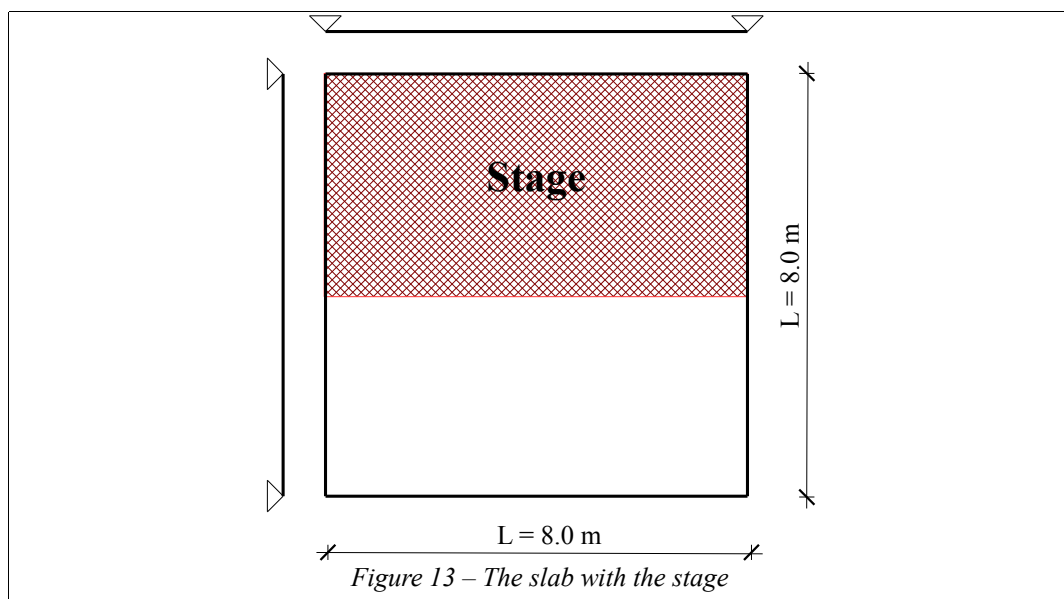 Stage
L = 8.0 m
L = 8.0 m
Figure 13 – The slab with the stage